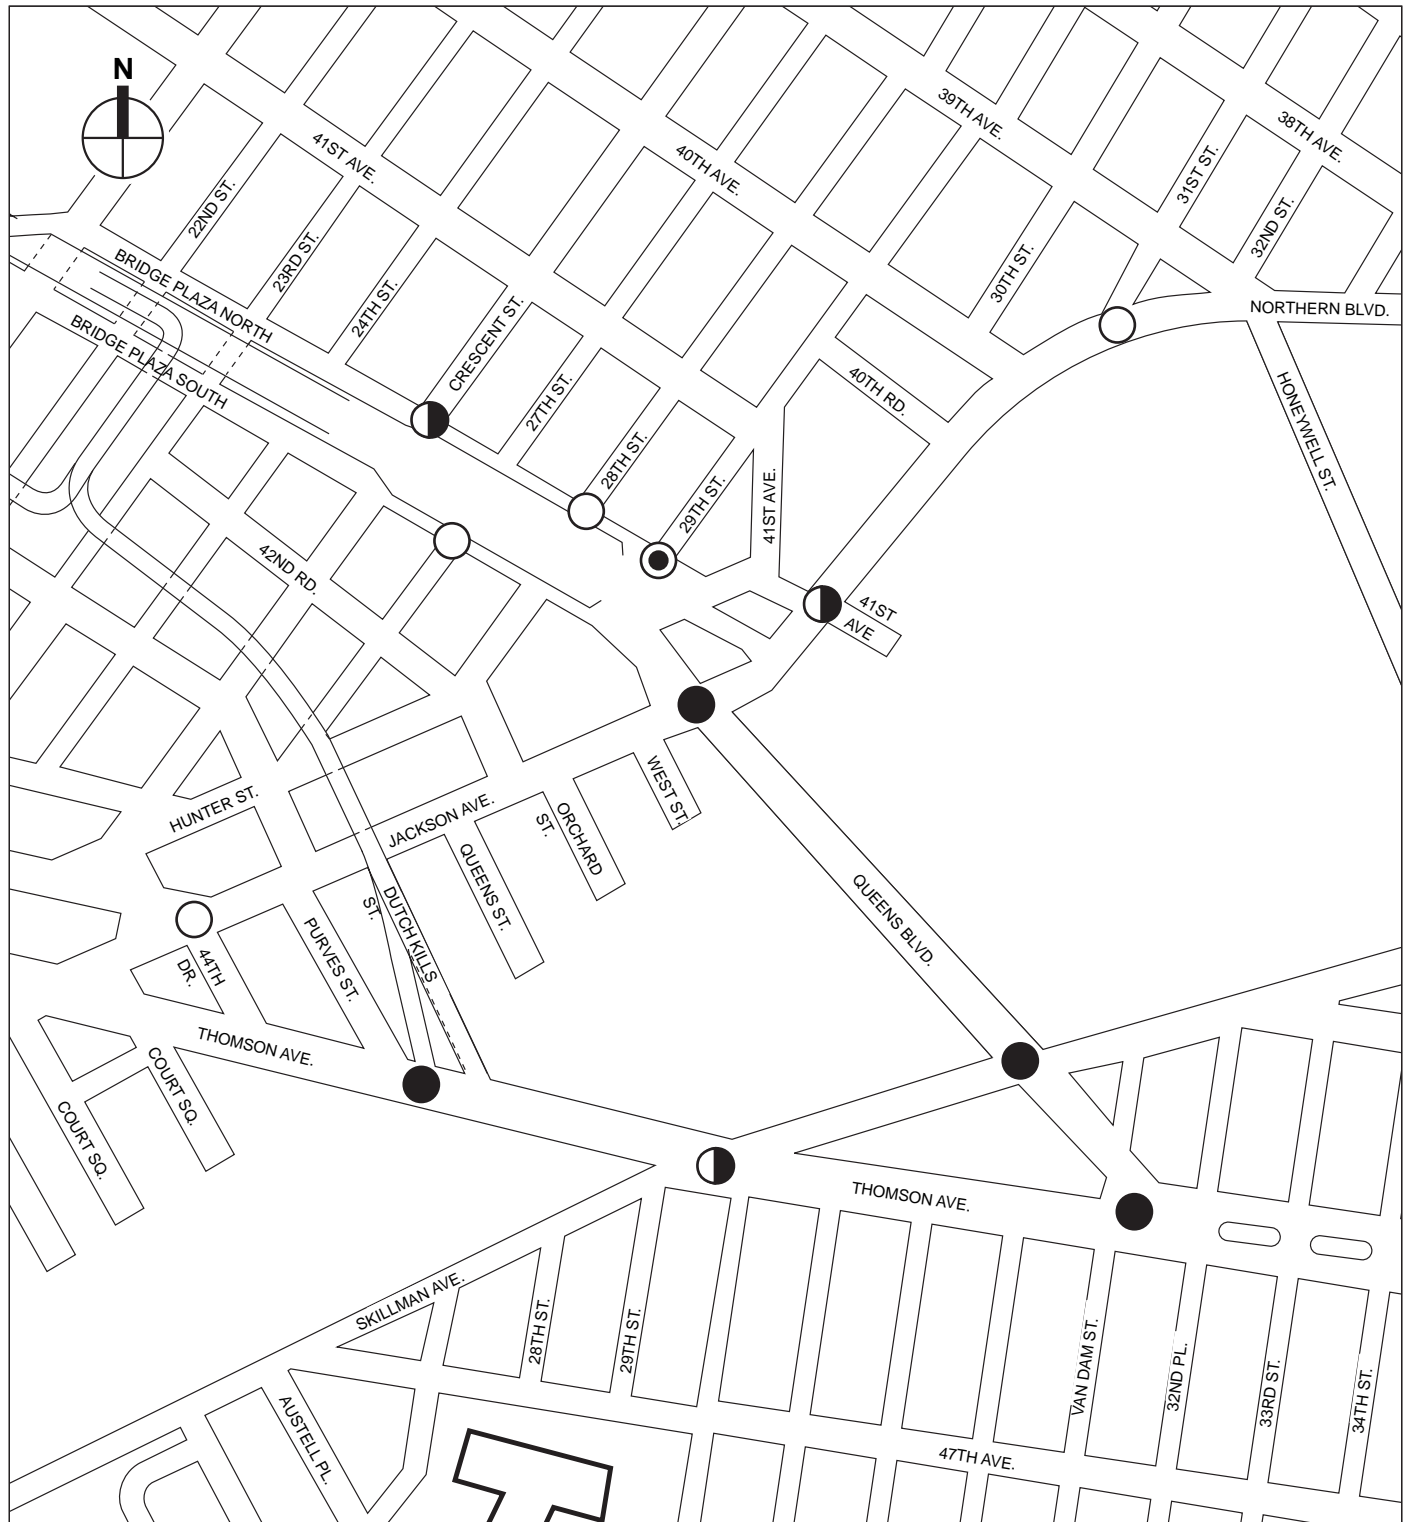 N
39TH AVE.
38TH AVE.
41ST AVE.
40TH AVE.
31ST ST.
22ND ST.
32ND ST.
23RD ST.
30TH ST.
BRIDGE PLAZA NORTH
24TH ST.
NORTHERN BLVD.
CRESCENT ST.
BRIDGE PLAZA SOUTH
40TH RD.
27TH ST.
HONEYWELL ST.
28TH ST.
29TH ST.
41ST AVE.
42ND RD.
41ST
AVE
WEST ST.
HUNTER ST.
JACKSON AVE.
ORCHARD
ST.
QUEENS ST.
DUTCH KILLS
ST.
QUEENS BLVD.
PURVES ST.
44TH
DR.
THOMSON AVE.
COURT SQ.
COURT SQ.
THOMSON AVE.
SKILLMAN AVE.
28TH ST.
29TH ST.
VAN DAM ST.
32ND PL.
33RD ST.
34TH ST.
AUSTELL PL.
47TH AVE.